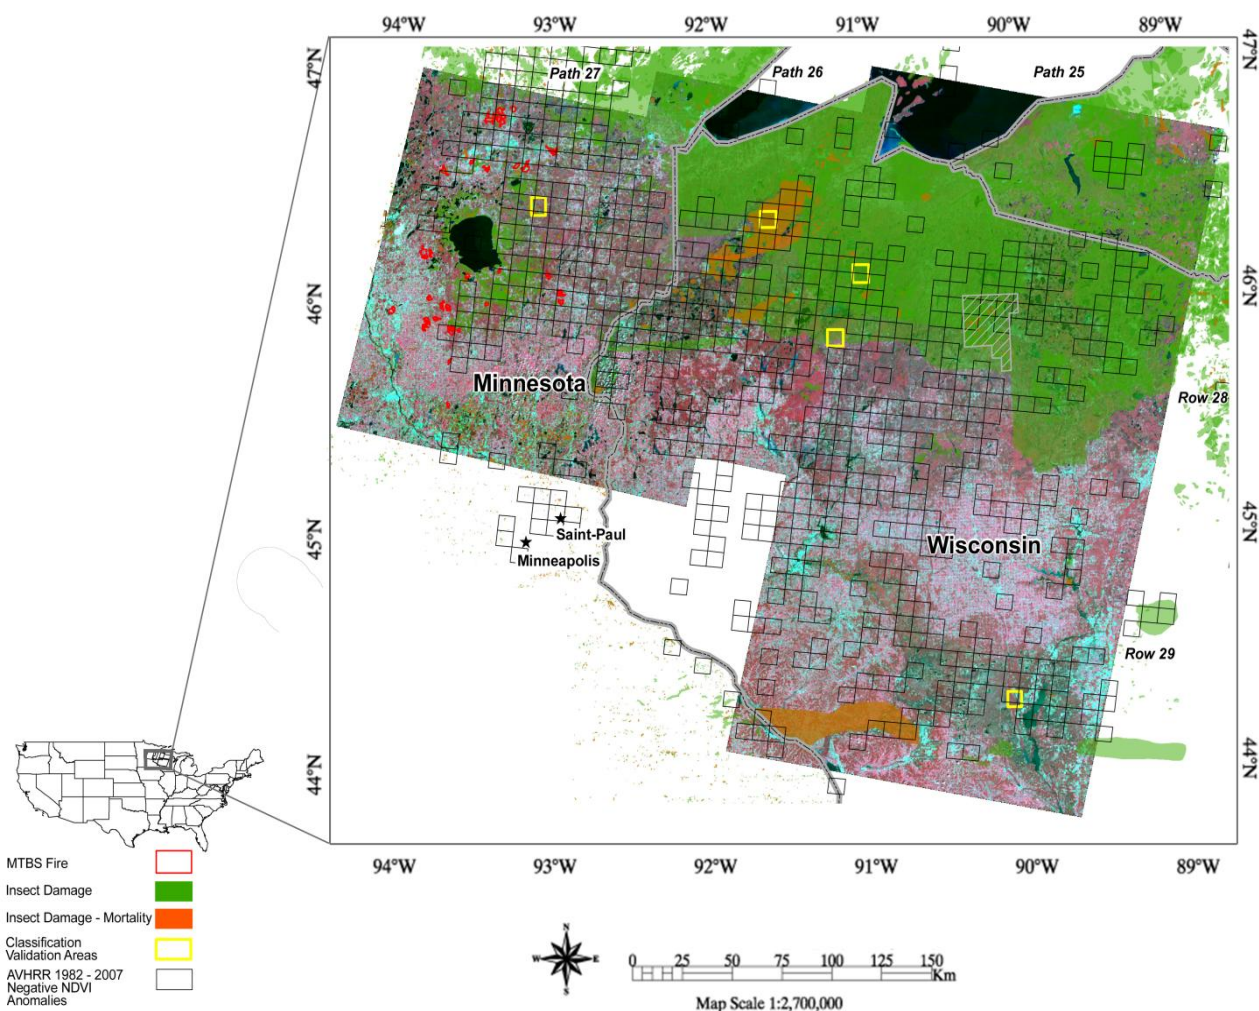 94°W 93°W 92°W 91°W 90°W 89°W
47°N
47°N
Path 27
Path 26
Path 25
46°N
46°N
Minnesota
Row 28
45°N
45°N
Saint-Paul
Minneapolis
Wisconsin
Row 29
44°N
44°N
94°W 93°W 92°W 91°W 90°W 89°W
MTBS Fire
Insect Damage
Insect Damage - Mortality
Classification
Validation Areas
AVHRR 1982 - 2007
Negative NDVI
Anomalies
N
W E
S
0 25 50 75 100 125 150
Km
Map Scale 1:2,700,000